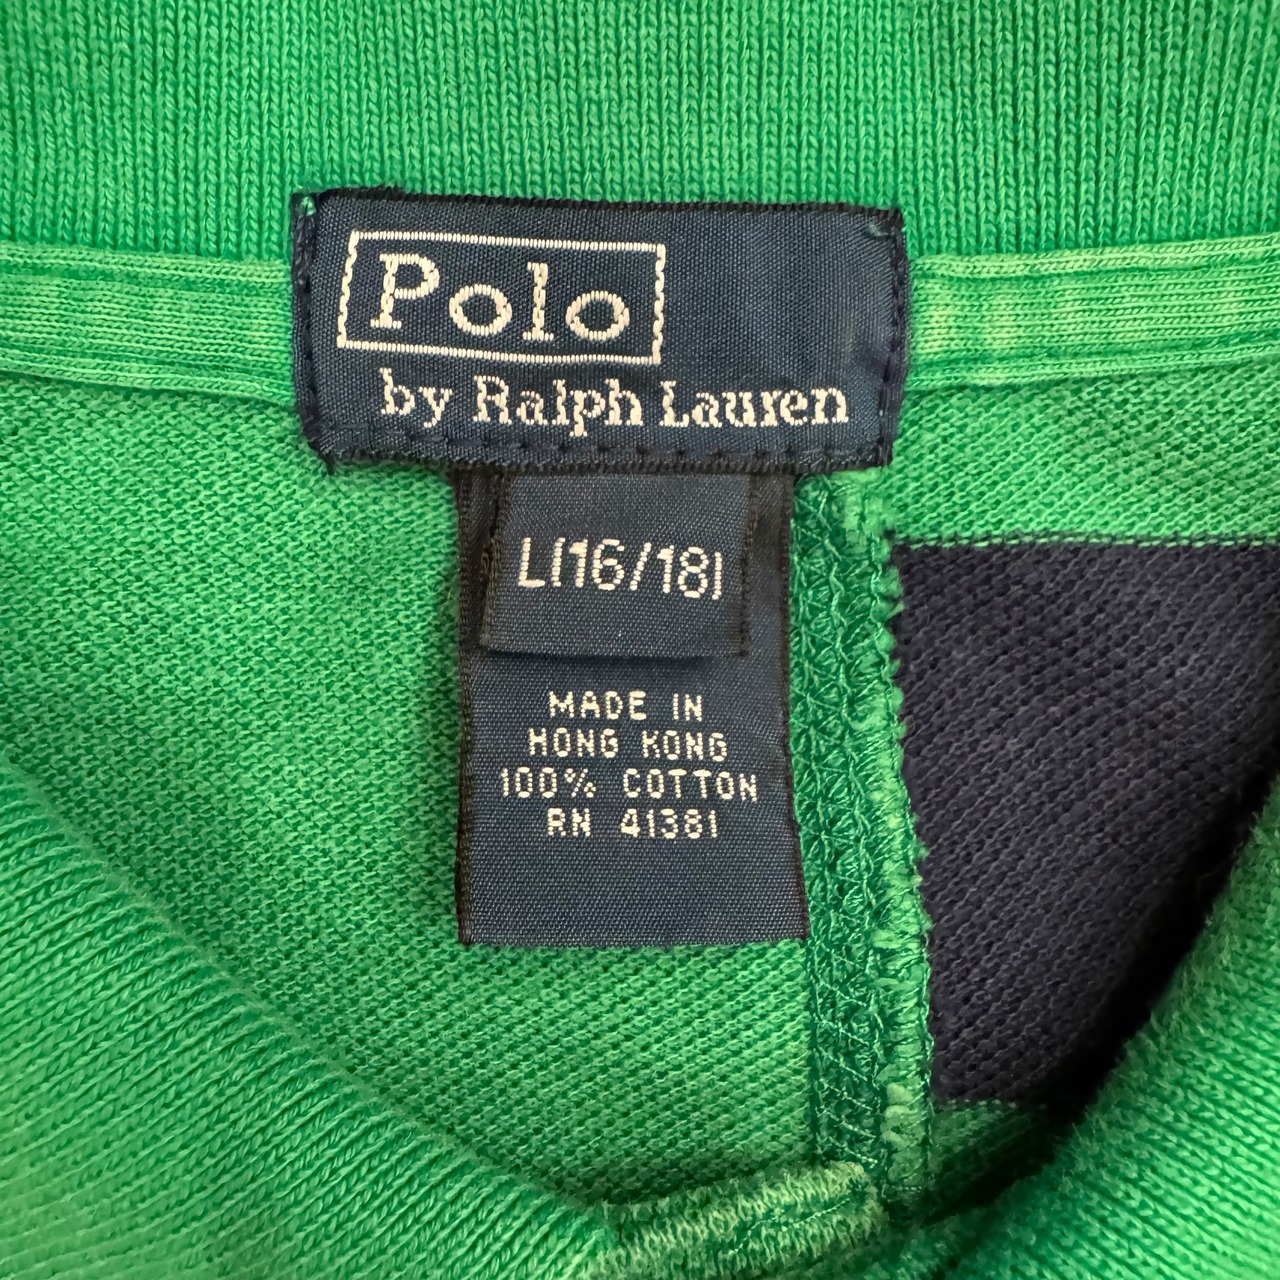 Polo
by Ralph Lauren
L(16/18)
MADE IN
HONG KONG
100% COTTON
RN 41381